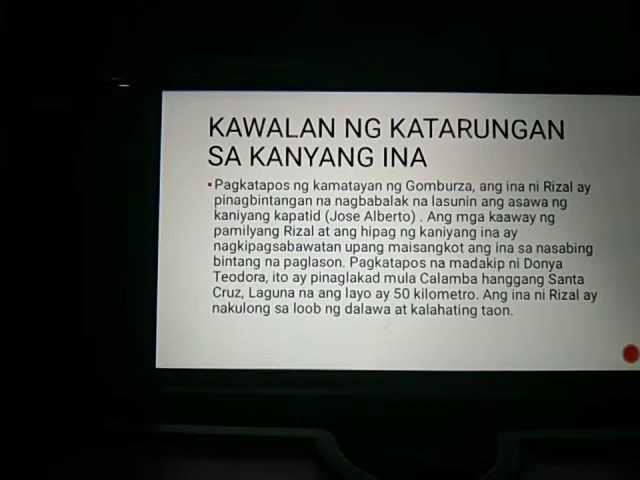 KAWALAN NG KATARUNGAN
SA KANYANG INA
▪Pagkatapos ng kamatayan ng Gomburza, ang ina ni Rizal ay
pinagbintangan na nagbabalak na lasunin ang asawa ng
kaniyang kapatid (Jose Alberto) . Ang mga kaaway ng
pamilyang Rizal at ang hipag ng kaniyang ina ay
nagkipagsabawatan upang maisangkot ang ina sa nasabing
bintang na paglason. Pagkatapos na madakip ni Donya
Teodora, ito ay pinaglakad mula Calamba hanggang Santa
Cruz, Laguna na ang layo ay 50 kilometro. Ang ina ni Rizal ay
nakulong sa loob ng dalawa at kalahating taon.